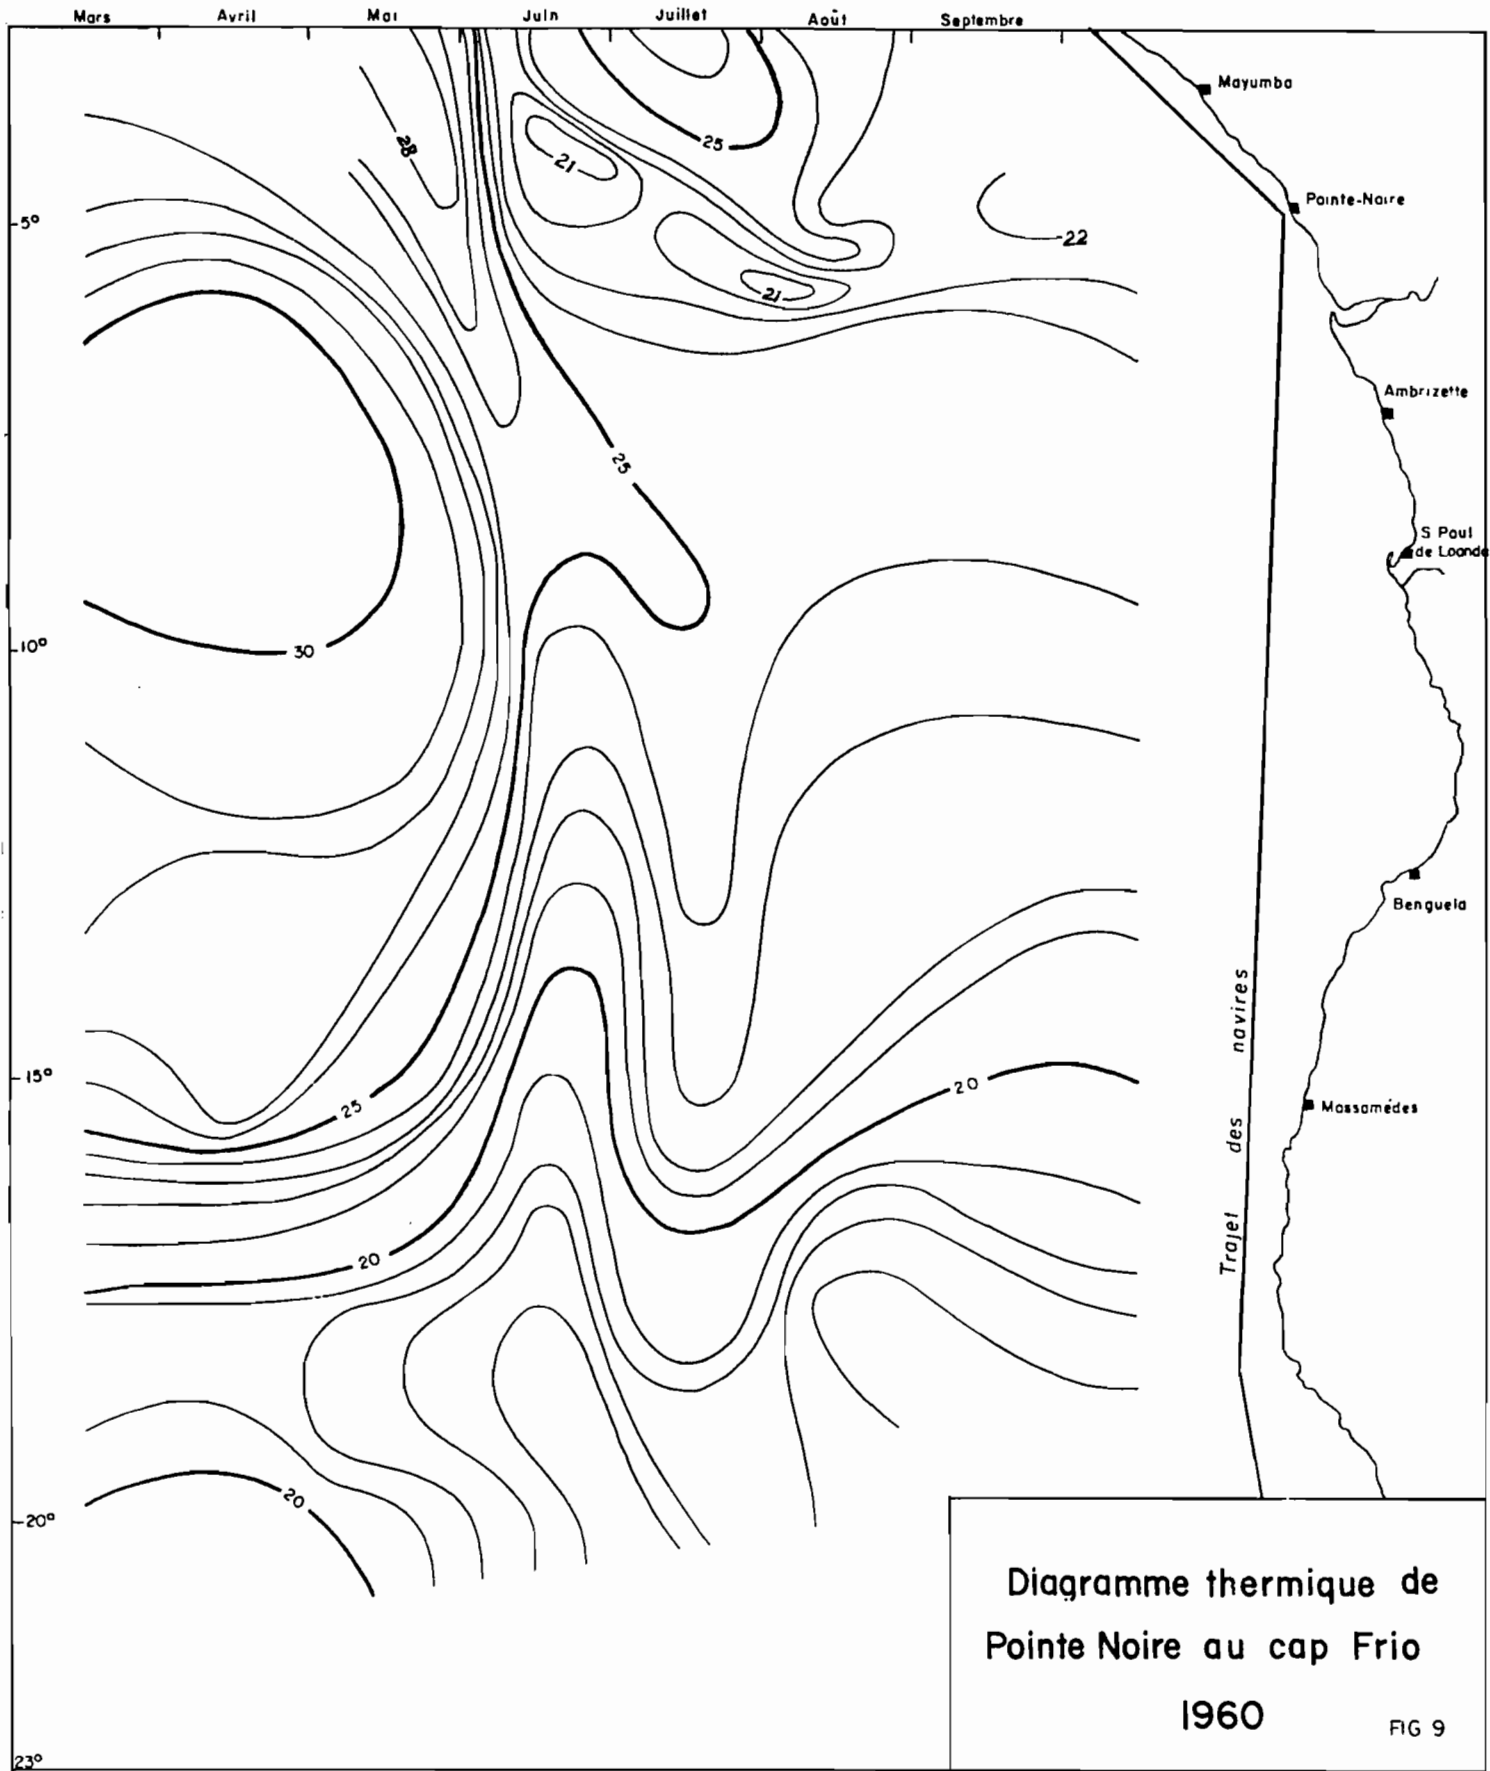 Mars Avril Mai Juin Juillet Août Septembre
Mayumba
28
25
21
Pointe-Noire
5°
22
21
Ambrizette
25
S Paul
de Loanda
10°
30
Benguela
Trajet des navires
15°
20
25
Mossamédes
20
20
20°
Diagramme thermique de
Pointe Noire au cap Frio
1960
FIG 9
23°